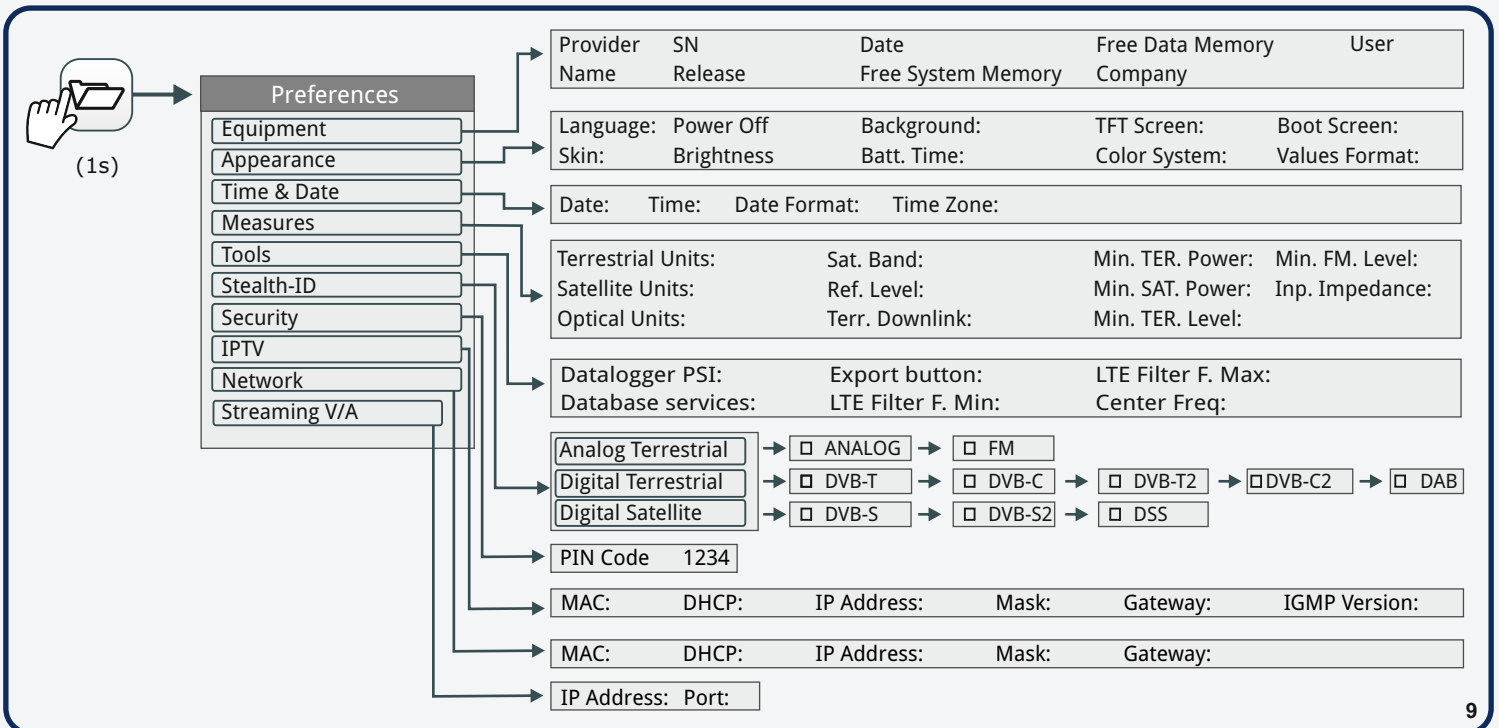 (1s)
Preferences
Equipment
Appearance
Time & Date
Measures
Tools
Stealth-ID
Security
IPTV
Network
Streaming V/A
Provider SN Date Free Data Memory User
Name Release Free System Memory Company
Language: Power Off Background: TFT Screen: Boot Screen:
Skin: Brightness Batt. Time: Color System: Values Format:
Date: Time: Date Format: Time Zone:
Terrestrial Units: Sat. Band: Min. TER. Power: Min. FM. Level:
Satellite Units: Ref. Level: Min. SAT. Power: Inp. Impedance:
Optical Units: Terr. Downlink: Min. TER. Level:
Datalogger PSI: Export button: LTE Filter F. Max:
Database services: LTE Filter F. Min: Center Freq:
Analog Terrestrial ANALOG FM
Digital Terrestrial DVB-T DVB-C DVB-T2 DVB-C2 DAB
Digital Satellite DVB-S DVB-S2 DSS
PIN Code 1234
MAC: DHCP: IP Address: Mask: Gateway: IGMP Version:
MAC: DHCP: IP Address: Mask: Gateway:
IP Address: Port:
9